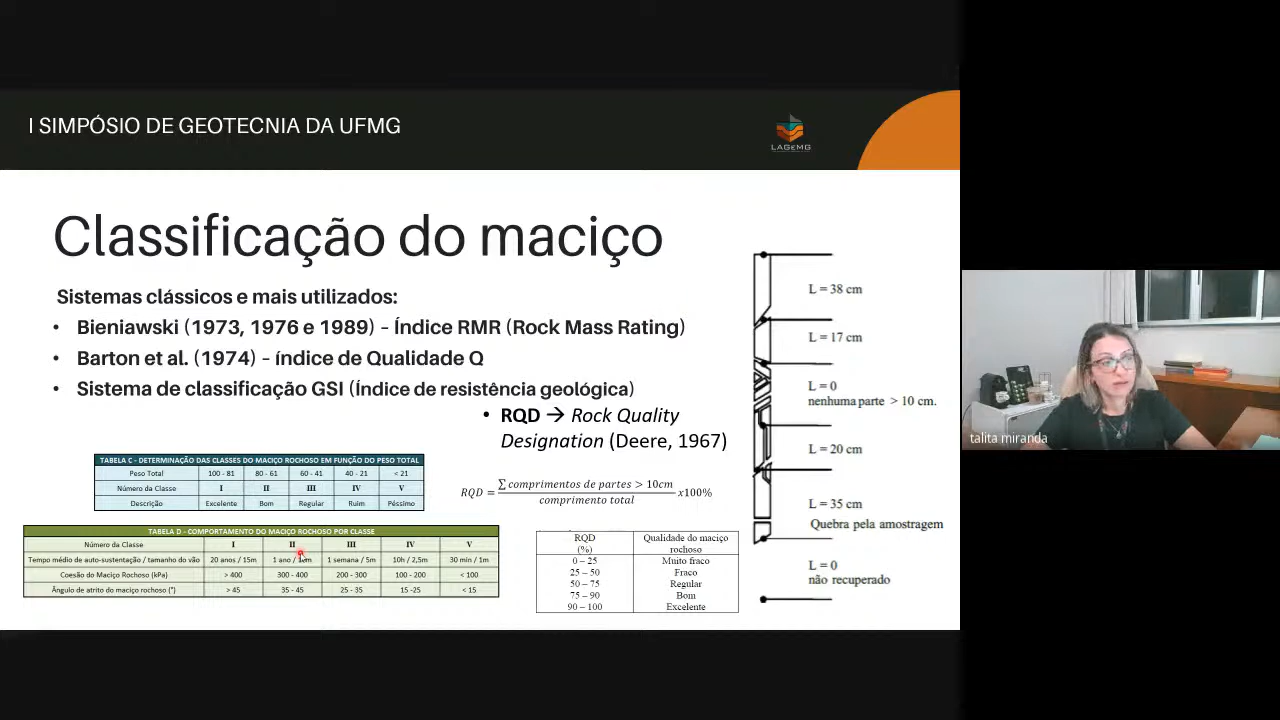 I SIMPÓSIO DE GEOTECNIA DA UFMG
LAGEMG
Classificação do maciço
Sistemas clássicos e mais utilizados:
• Bieniawski (1973, 1976 e 1989) – Índice RMR (Rock Mass Rating)
• Barton et al. (1974) – índice de Qualidade Q
• Sistema de classificação GSI (Índice de resistência geológica)
• RQD → Rock Quality
Designation (Deere, 1967)
TABELA C - DETERMINAÇÃO DAS CLASSES DO MACIÇO ROCHOSO EM FUNÇÃO DO PESO TOTAL
Peso Total 100 - 81 80 - 61 60 - 41 40 - 21 < 21
Número da Classe I II III IV V
Descrição Excelente Bom Regular Ruim Péssimo
RQD = ∑ comprimentos de partes > 10cm / comprimento total x100%
TABELA D - COMPORTAMENTO DO MACIÇO ROCHOSO POR CLASSE
Número da Classe I II III IV V
Tempo médio de auto-sustentação / tamanho do vão 20 anos / 15m 1 ano / 1 semana / 5m 10h / 2,5m 30 min / 1m
Coesão do Maciço Rochoso (kPa) > 400 300 - 400 200 - 300 100 - 200 < 100
Ângulo de atrito do maciço rochoso (°) > 45 35 - 45 25 - 35 15 -25 < 15
RQD Qualidade do maciço
(%) rochoso
0 – 25 Muito fraco
25 – 50 Fraco
50 – 75 Regular
75 – 90 Bom
90 – 100 Excelente
L = 38 cm
L = 17 cm
L = 0
nenhuma parte > 10 cm.
L = 20 cm
L = 35 cm
Quebra pela amostragem
L = 0
não recuperado
talita miranda